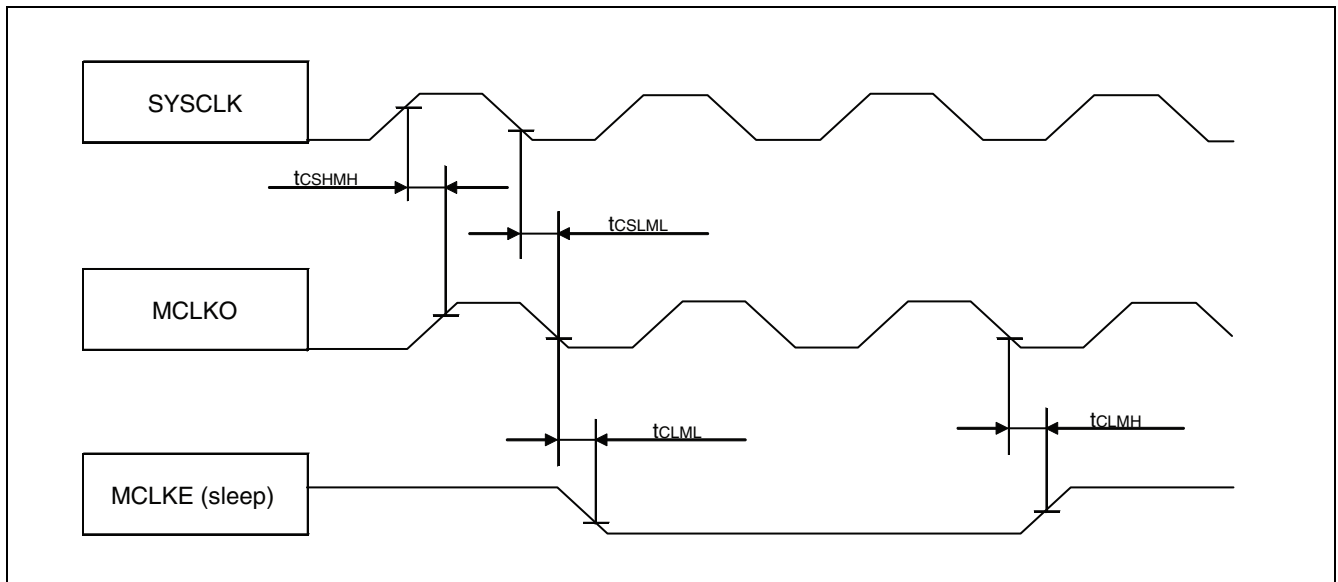 SYSCLK
tCSHMH
tCSLML
MCLKO
tCLML
tCLMH
MCLKE (sleep)